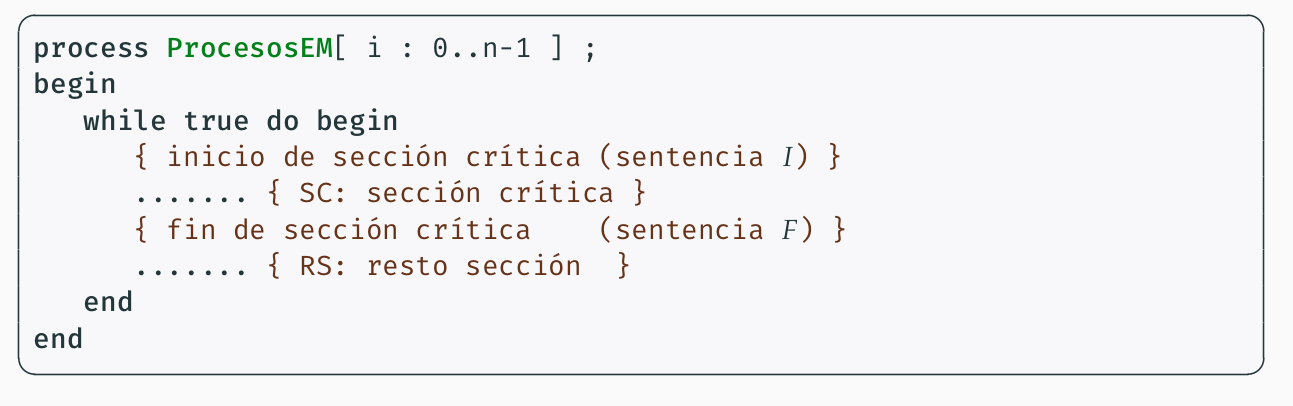 process ProcesosEM[ i : 0..n-1 ] ;
begin
   while true do begin
      { inicio de sección crítica (sentencia I) }
      ....... { SC: sección crítica }
      { fin de sección crítica    (sentencia F) }
      ....... { RS: resto sección  }
   end
end